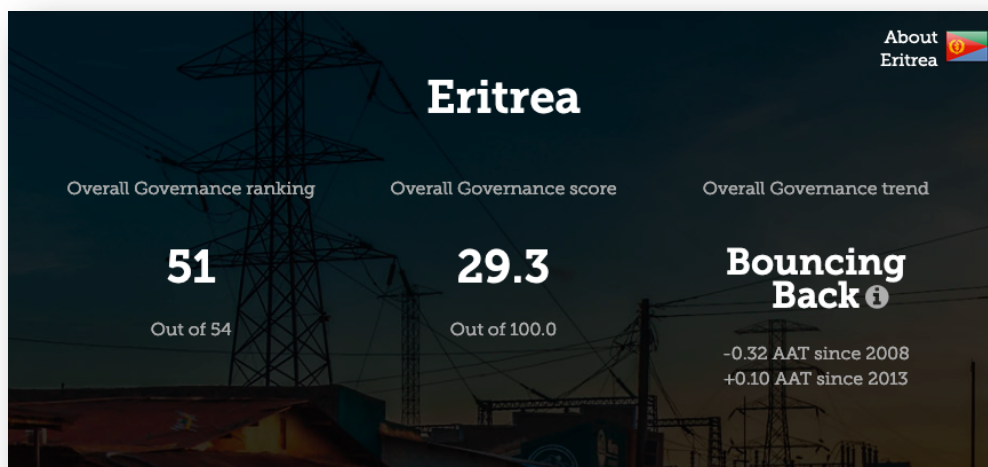 About
Eritrea
Eritrea
Overall Governance ranking
51
Out of 54
Overall Governance score
29.3
Out of 100.0
Overall Governance trend
Bouncing
Back
-0.32 AAT since 2008
+0.10 AAT since 2013